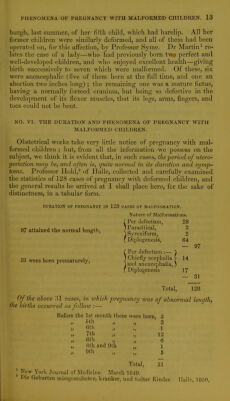 PHENOMENA OF PREGNANCY WITH MALFORMED CHILDREN. 13
burgh, last summer, of her fifth child, which had harelip. All her
former children were similarly deformed, and all of them had been
operated on, for this affection, by Professor Syme. Dr Martin re-
lates the case of a lady—who had previously born two perfect and
well-developed children, and who enjoyed excellent health—giving
birth successively to seven which were malformed. Of these, six
were anencephalic (five of them born at the full time, and one an
abortion two inches long); the remaining one was a mature fœtus,
having a normally formed cranium, but being so defective in the
development of its flexor muscles, that its legs, arms, fingers, and
toes could not be bent.
NO. VI. THE DURATION AND PHENOMENA OF PREGNANCY WITH
MALFORMED CHILDREN.
Obstetrical works take very little notice of pregnancy with mal-
formed children; but, from all the information we possess on the
subject, we think it is evident that, in such cases, the period of utero-
gestation may be, and often is, quite normal in its duration and symp-
toms. Professor Hohl, of Halle, collected and carefully examined
the statistics of 128 cases of pregnancy with deformed children, and
the general results he arrived at I shall place here, for the sake of
distinctness, in a tabular form.
DURATION OF PREGNANCY IN 128 CASES OF MALFORMATION.
Nature of Malformations.
97 attained the normal length,
Per defectum, 28
Parasitical, 3
Syreniform, 2
Diplogenesis, 64
— 97
31 were born prematurely,
Per defectum :—
Chiefly acephalia 14
and anencephalia,
Diplogenesis 17
— 31
Total, 128
Of the above 31 cases, in which pregnancy was of abnormal length,
the births occurred as follow :—
Before the 1st month there were born, 3
„ 5th „ „ 3
„ 6th „ „ 1
„ 7th „ „ 12
„ 8th „ „ 6
„ 8th and 9th „ 1
„ 9th „ „ 5
Total, 31
New York Journal of Medicine. March 1849.
Die Geburten missgestalteter, kranker, und todter Kinder. Halle, 1850.